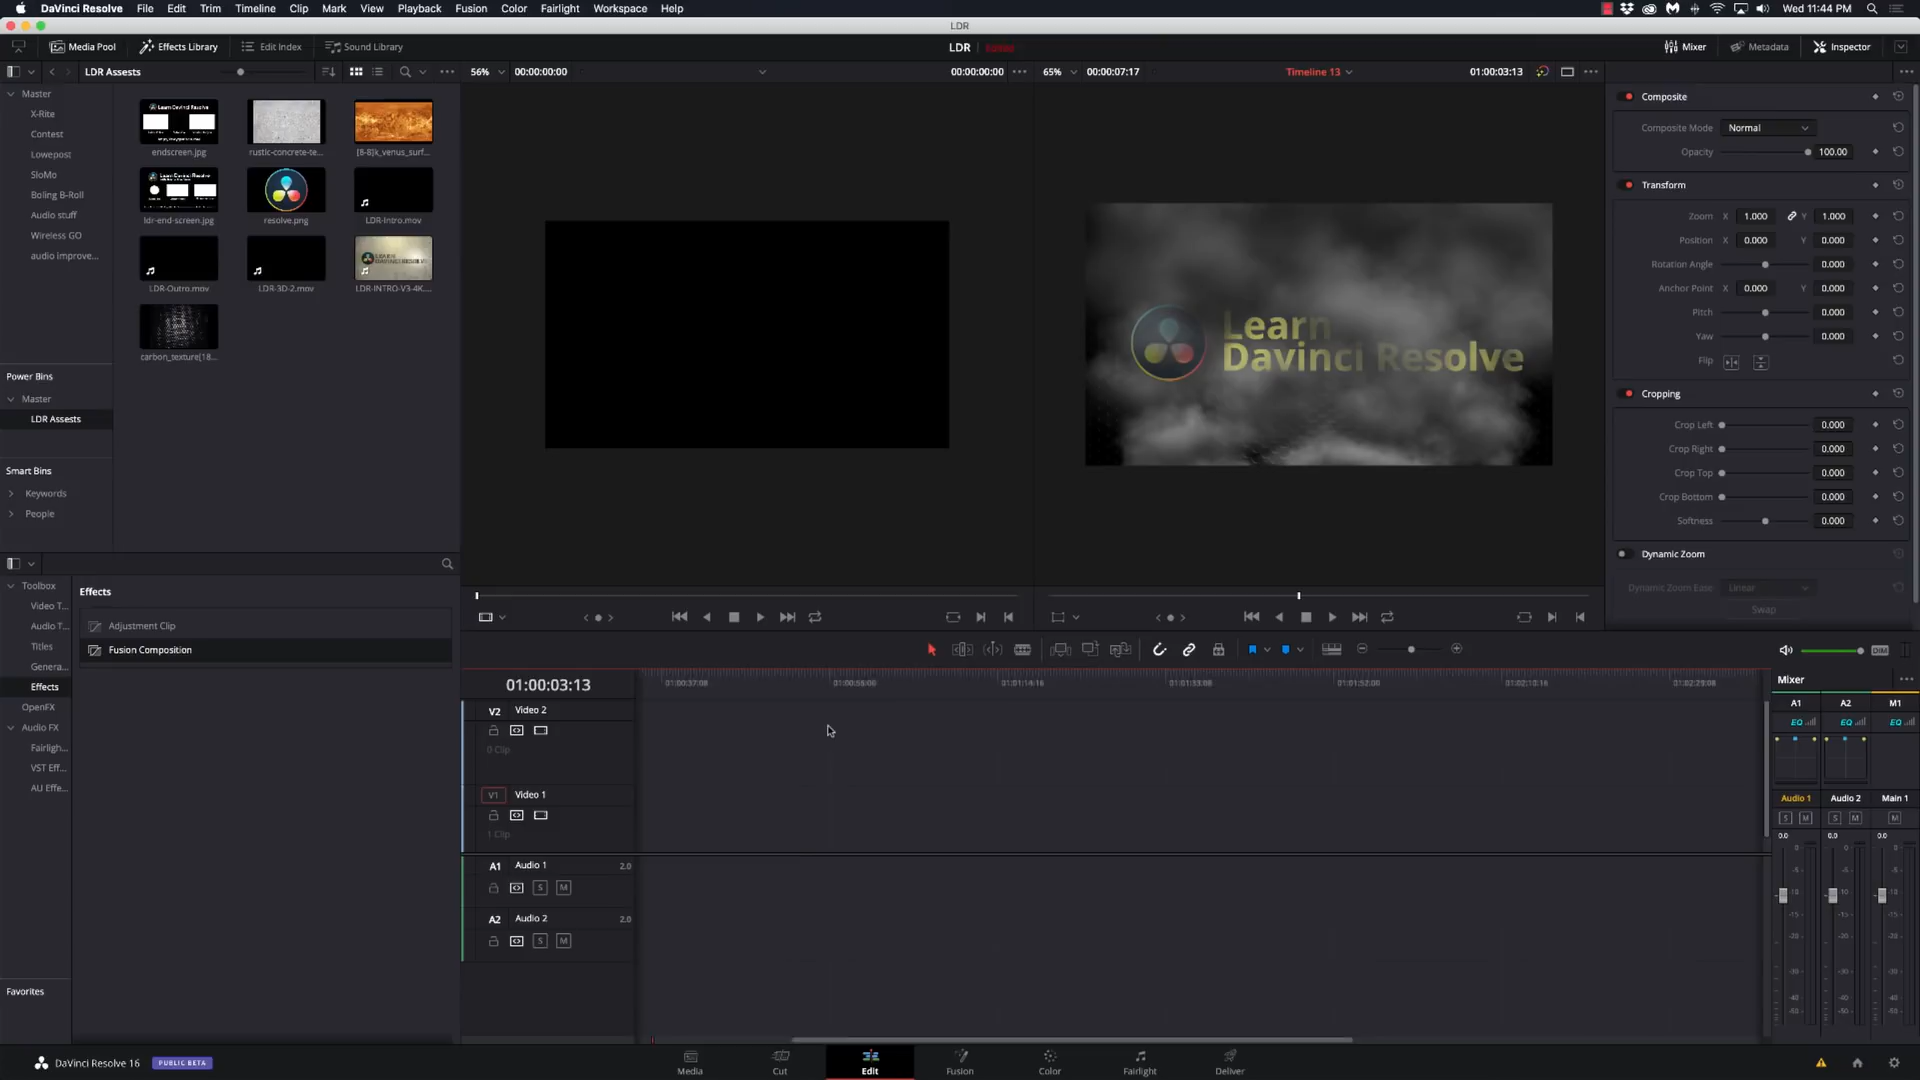 DaVinci Resolve File Edit Trim Timeline Clip Mark View Playback Fusion Color Fairlight Workspace Help Wed 11:44 PM
LDR
Media Pool Effects Library Edit Index Sound Library LDR Mixer Metadata Inspector
LDR Assests 56% 00:00:00:00 00:00:00:00 65% 00:00:07:17 Timeline 13 01:00:03:13
Master
X-Rite
Contest
Lowepost
SloMo
Boling B-Roll
Audio stuff
Wireless GO
audio improve...
endscreen.jpg rustic-concrete-te... [8-8]k_venus_surf...
ldr-end-screen.jpg resolve.png LDR-Intro.mov
LDR-Outro.mov LDR-3D-2.mov LDR-INTRO-V3-4K....
carbon_texture[18...
Power Bins
Master
LDR Assests
Smart Bins
Keywords
People
Learn
Davinci Resolve
Composite
Composite Mode Normal
Opacity 100.00
Transform
Zoom X 1.000 Y 1.000
Position X 0.000 Y 0.000
Rotation Angle 0.000
Anchor Point X 0.000 Y 0.000
Pitch 0.000
Yaw 0.000
Flip
Cropping
Crop Left 0.000
Crop Right 0.000
Crop Top 0.000
Crop Bottom 0.000
Softness 0.000
Dynamic Zoom
Dynamic Zoom Ease Linear
Swap
Toolbox
Video T...
Audio T...
Titles
Genera...
Effects
OpenFX
Audio FX
Fairligh...
VST Eff...
AU Effe...
Favorites
Effects
Adjustment Clip
Fusion Composition
DIM
01:00:03:13 01:00:37:08 01:00:56:00 01:01:14:16 01:01:33:08 01:01:52:00 01:02:10:16 01:02:29:08
V2 Video 2
0 Clip
V1 Video 1
1 Clip
A1 Audio 1 2.0
S M
A2 Audio 2 2.0
S M
Mixer
A1 A2 M1
EQ EQ EQ
Audio 1 Audio 2 Main 1
S M S M M
0.0 0.0 0.0
DaVinci Resolve 16 PUBLIC BETA
Media Cut Edit Fusion Color Fairlight Deliver